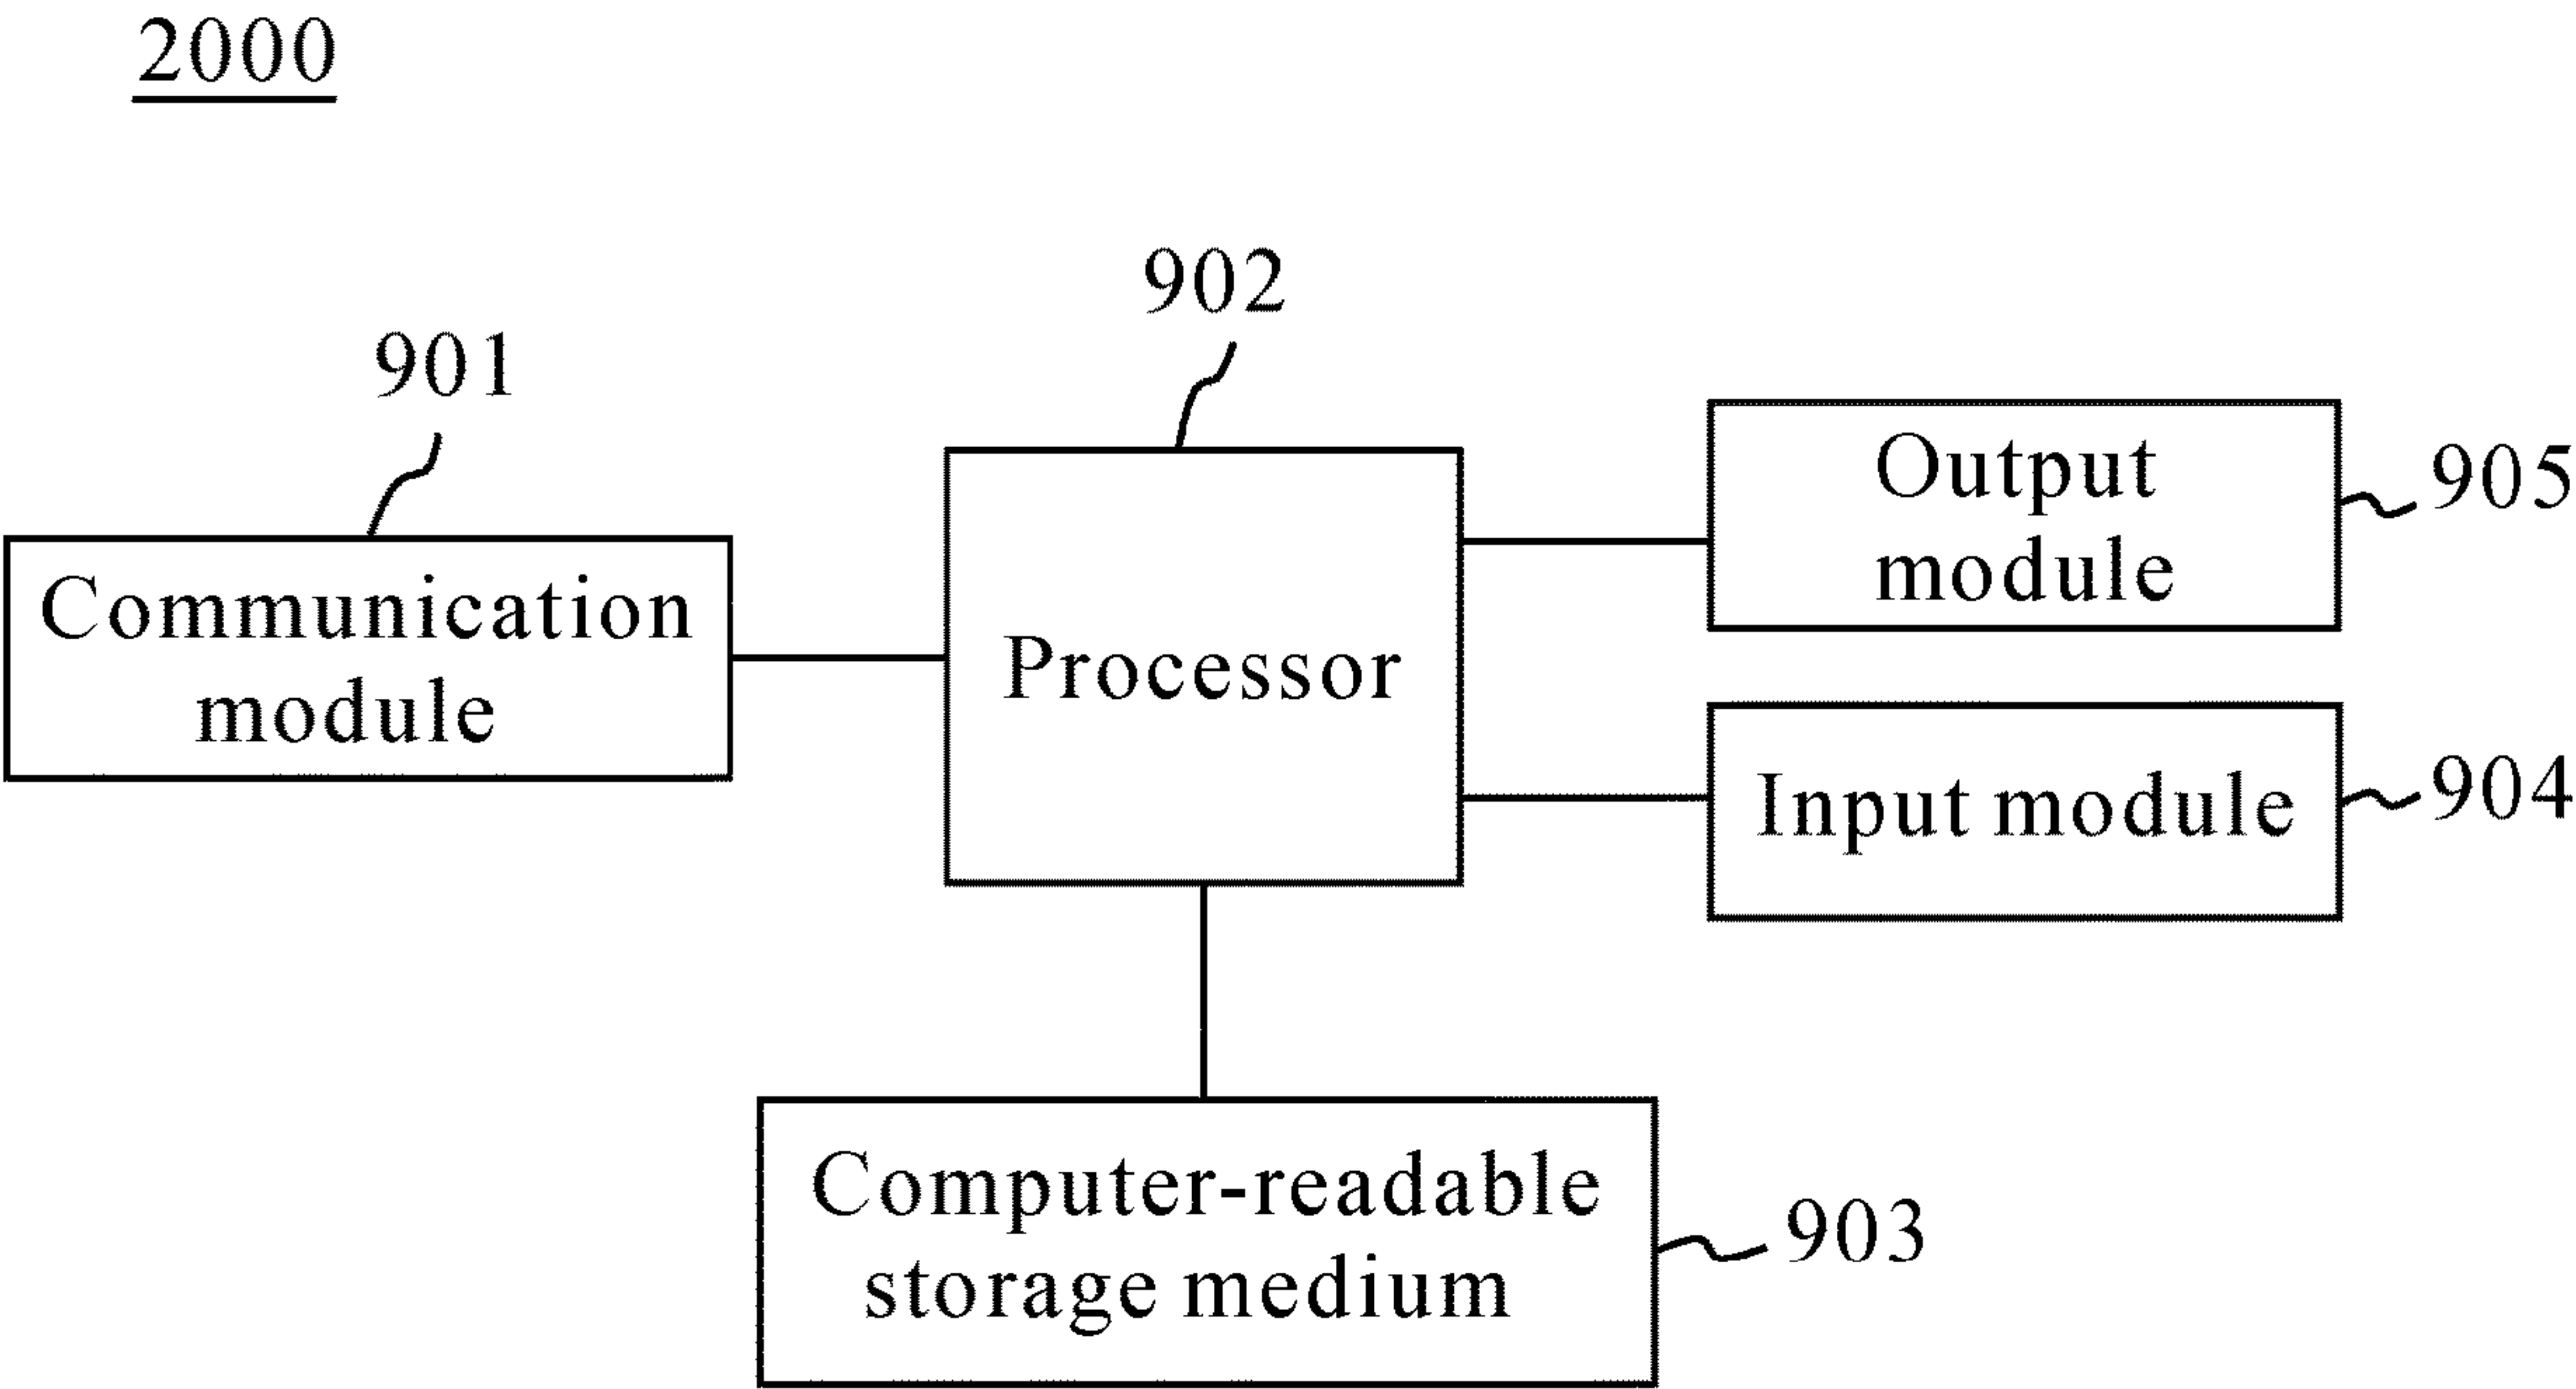 2000
902
901
Output
module
905
Communication
module
Processor
Input module
904
Computer-readable
storage medium
903